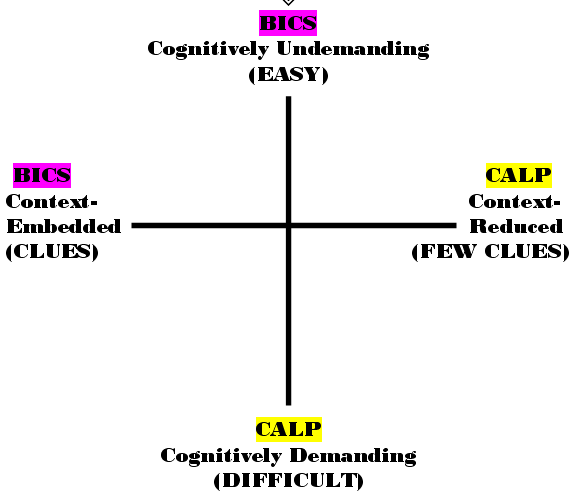 BICS
Cognitively Undemanding
(EASY)
BICS
Context-
Embedded
(CLUES)
CALP
Context-
Reduced
(FEW CLUES)
CALP
Cognitively Demanding
(DIFFICULT)